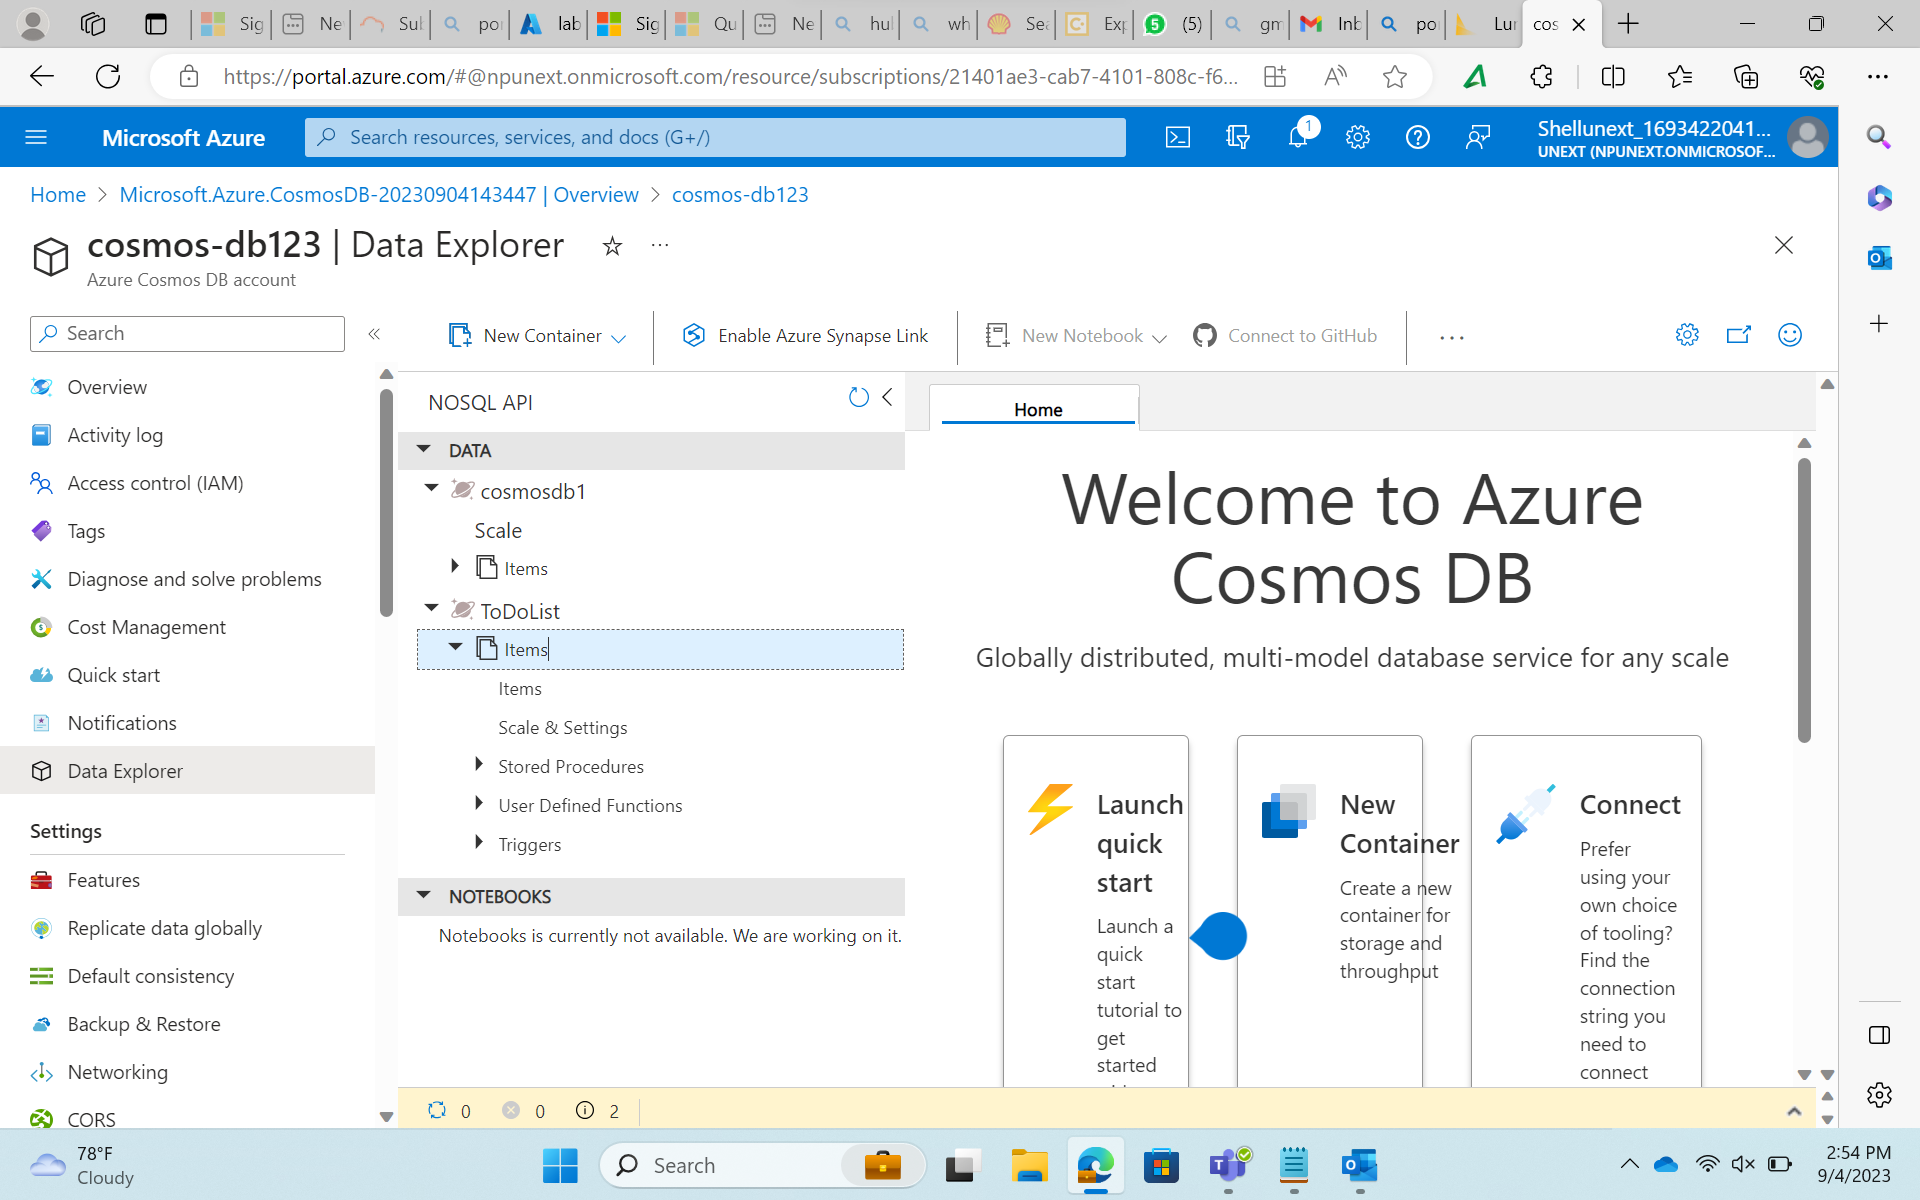 Sig
Ne
Sub
po
lab
Sig
Qu
Ne
hul
wh
Sea
Exp
5
(5)
gm
Inb
po
Lur
cos
https://portal.azure.com/#@npunext.onmicrosoft.com/resource/subscriptions/21401ae3-cab7-4101-808c-f6...
Microsoft Azure
Search resources, services, and docs (G+/)
1
Shellunext_1693422041...
UNEXT (NPUNEXT.ONMICROSOF...
Home > Microsoft.Azure.CosmosDB-20230904143447 | Overview > cosmos-db123
cosmos-db123 | Data Explorer
Azure Cosmos DB account
Search
New Container
Enable Azure Synapse Link
New Notebook
Connect to GitHub
Overview
Activity log
Access control (IAM)
Tags
Diagnose and solve problems
Cost Management
Quick start
Notifications
Data Explorer
Settings
Features
Replicate data globally
Default consistency
Backup & Restore
Networking
CORS
NOSQL API
DATA
cosmosdb1
Scale
Items
ToDoList
Items
Items
Scale & Settings
Stored Procedures
User Defined Functions
Triggers
NOTEBOOKS
Notebooks is currently not available. We are working on it.
Home
Welcome to Azure
Cosmos DB
Globally distributed, multi-model database service for any scale
Launch
quick
start
Launch a
quick
start
tutorial to
get
started
New
Container
Create a new
container for
storage and
throughput
Connect
Prefer
using your
own choice
of tooling?
Find the
connection
string you
need to
connect
0
0
2
78°F
Cloudy
Search
2:54 PM
9/4/2023